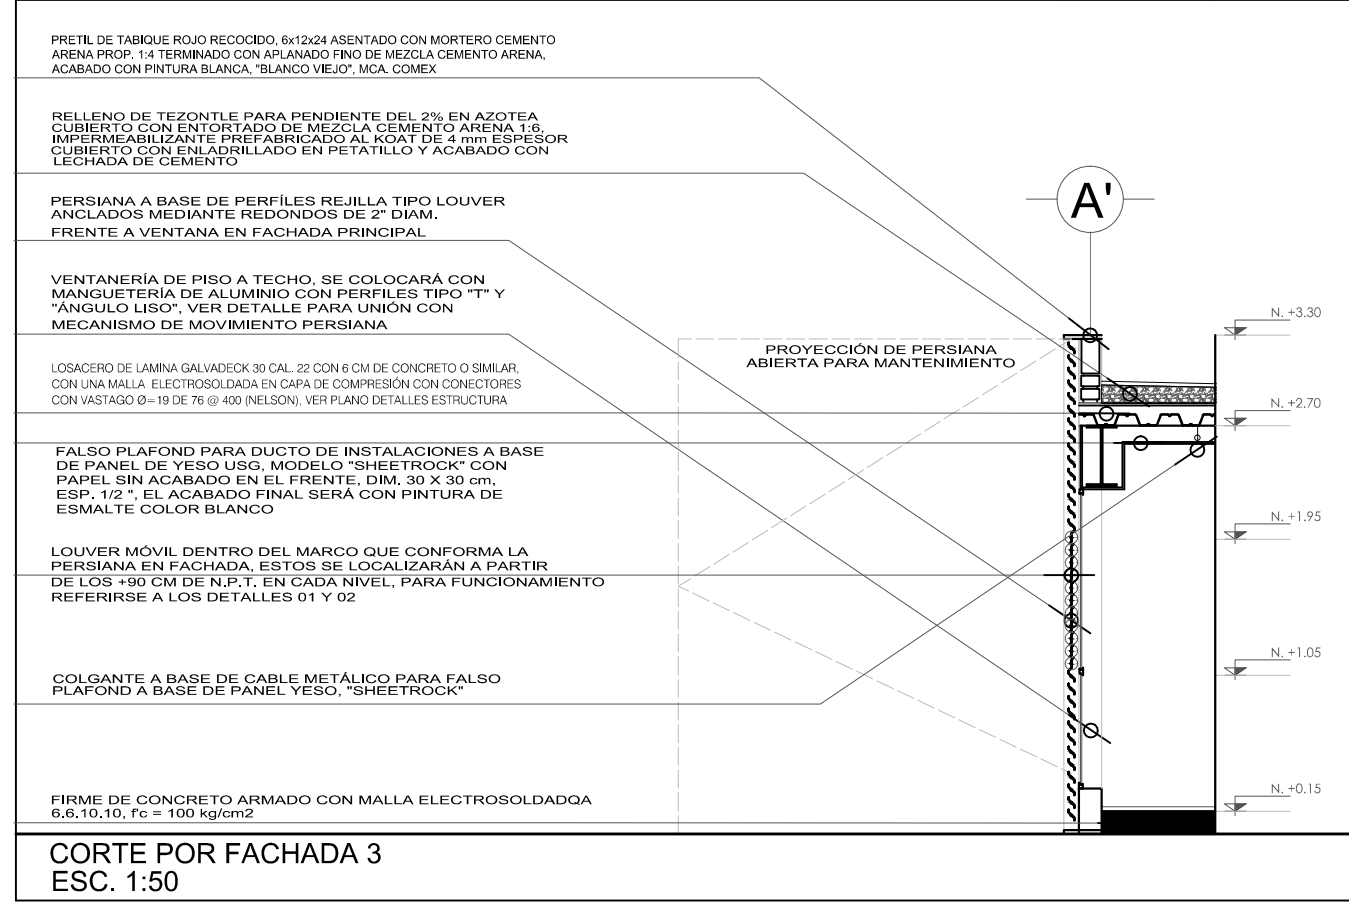 PRETIL DE TABIQUE ROJO RECOCIDO, 6x12x24 ASENTADO CON MORTERO CEMENTO
ARENA PROP. 1:4 TERMINADO CON APLANADO FINO DE MEZCLA CEMENTO ARENA,
ACABADO CON PINTURA BLANCA, "BLANCO VIEJO", MCA. COMEX
RELLENO DE TEZONTLE PARA PENDIENTE DEL 2% EN AZOTEA
CUBIERTO CON ENTORTADO DE MEZCLA CEMENTO ARENA 1:6,
IMPERMEABILIZANTE PREFABRICADO AL KOAT DE 4 mm ESPESOR
CUBIERTO CON ENLADRILLADO EN PETATILLO Y ACABADO CON
LECHADA DE CEMENTO
PERSIANA A BASE DE PERFÍLES REJILLA TIPO LOUVER
ANCLADOS MEDIANTE REDONDOS DE 2" DIAM.
FRENTE A VENTANA EN FACHADA PRINCIPAL
VENTANERÍA DE PISO A TECHO, SE COLOCARÁ CON
MANGUETERÍA DE ALUMINIO CON PERFILES TIPO "T" Y
"ÁNGULO LISO", VER DETALLE PARA UNIÓN CON
MECANISMO DE MOVIMIENTO PERSIANA
LOSACERO DE LAMINA GALVADECK 30 CAL. 22 CON 6 CM DE CONCRETO O SIMILAR,
CON UNA MALLA ELECTROSOLDADA EN CAPA DE COMPRESIÓN CON CONECTORES
CON VASTAGO Ø=19 DE 76 @ 400 (NELSON), VER PLANO DETALLES ESTRUCTURA
FALSO PLAFOND PARA DUCTO DE INSTALACIONES A BASE
DE PANEL DE YESO USG, MODELO "SHEETROCK" CON
PAPEL SIN ACABADO EN EL FRENTE, DIM. 30 X 30 cm,
ESP. 1/2 ", EL ACABADO FINAL SERÁ CON PINTURA DE
ESMALTE COLOR BLANCO
LOUVER MÓVIL DENTRO DEL MARCO QUE CONFORMA LA
PERSIANA EN FACHADA, ESTOS SE LOCALIZARÁN A PARTIR
DE LOS +90 CM DE N.P.T. EN CADA NIVEL, PARA FUNCIONAMIENTO
REFERIRSE A LOS DETALLES 01 Y 02
COLGANTE A BASE DE CABLE METÁLICO PARA FALSO
PLAFOND A BASE DE PANEL YESO, "SHEETROCK"
FIRME DE CONCRETO ARMADO CON MALLA ELECTROSOLDADQA
6.6.10.10, f'c = 100 kg/cm2
A'
PROYECCIÓN DE PERSIANA
ABIERTA PARA MANTENIMIENTO
N. +3.30
N. +2.70
N. +1.95
N. +1.05
N. +0.15
CORTE POR FACHADA 3
ESC. 1:50